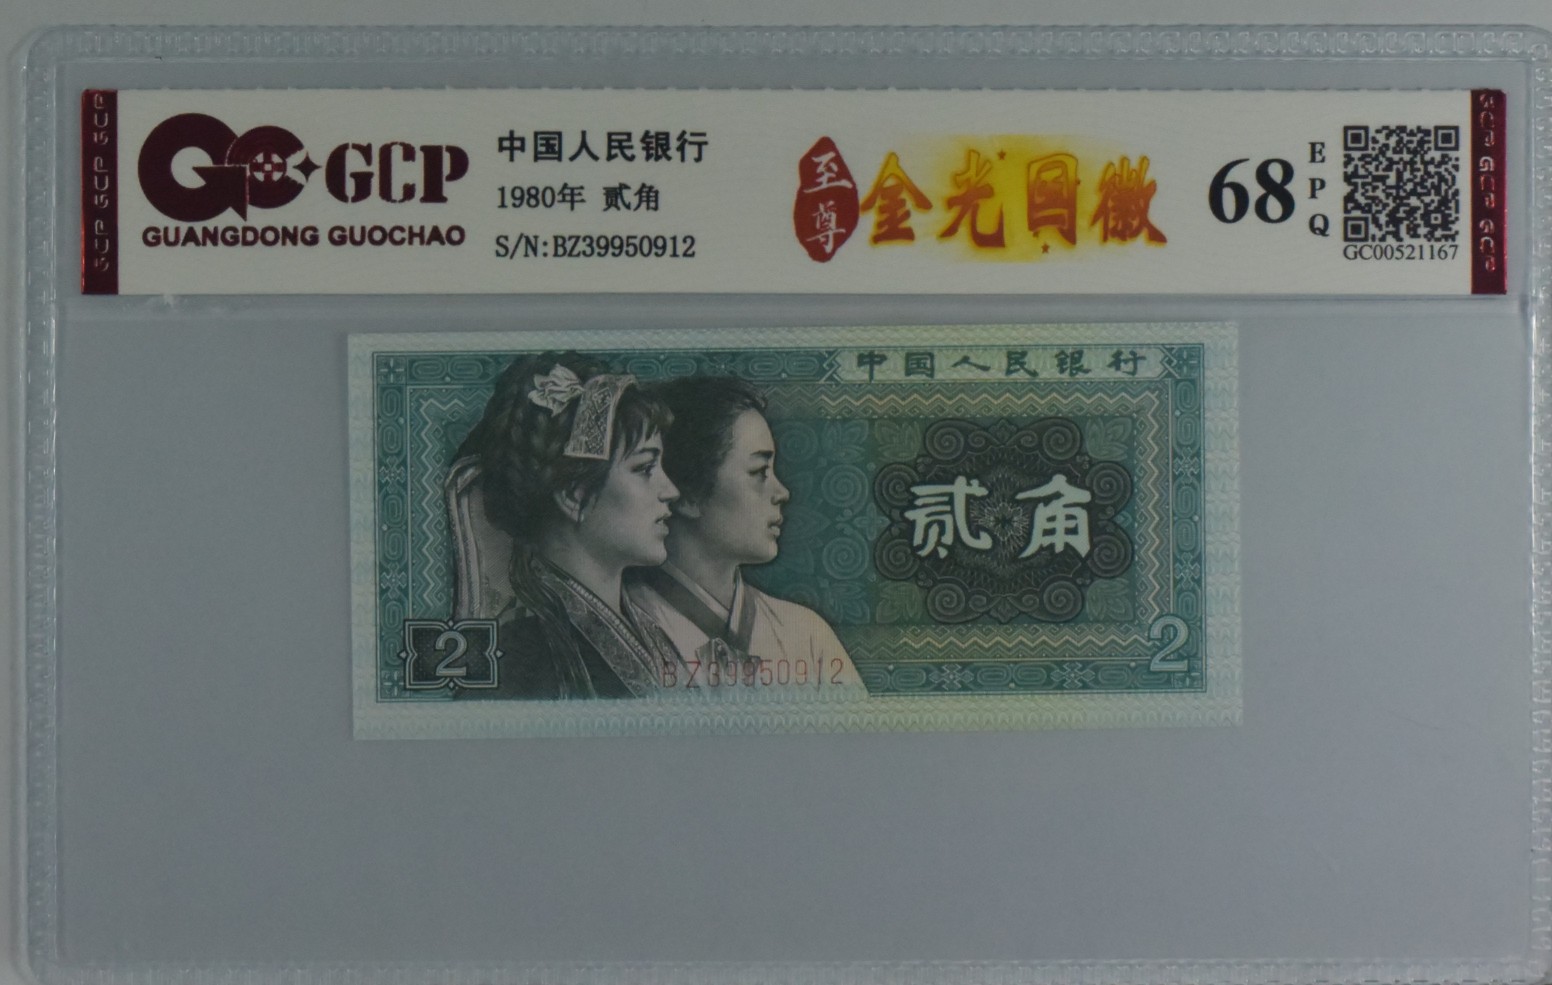 GCP
GUANGDONG GUOCHAO
中国人民银行
1980年 贰角
S/N:BZ39950912
至尊
金光国徽
68
EPQ
GC00521167
中国人民银行
贰角
2
2
BZ39950912